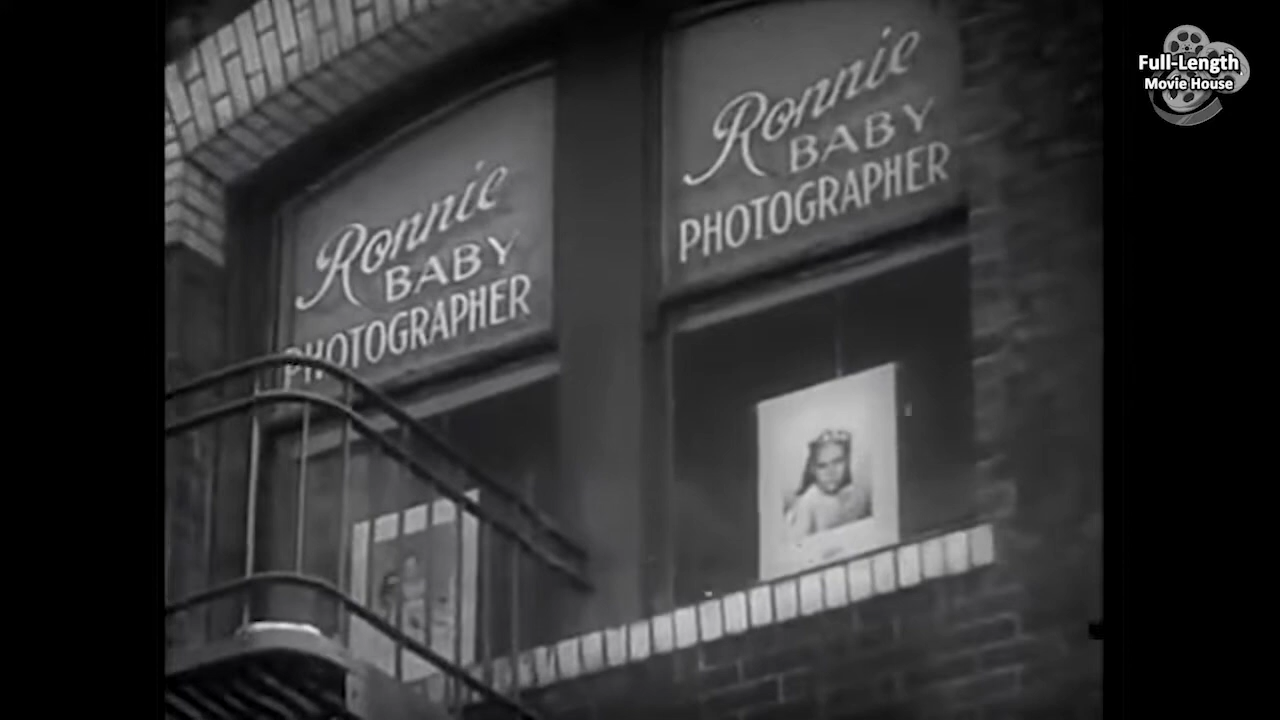 Ronnie
BABY
PHOTOGRAPHER
Ronnie
BABY
PHOTOGRAPHER
Full-Length
Movie House